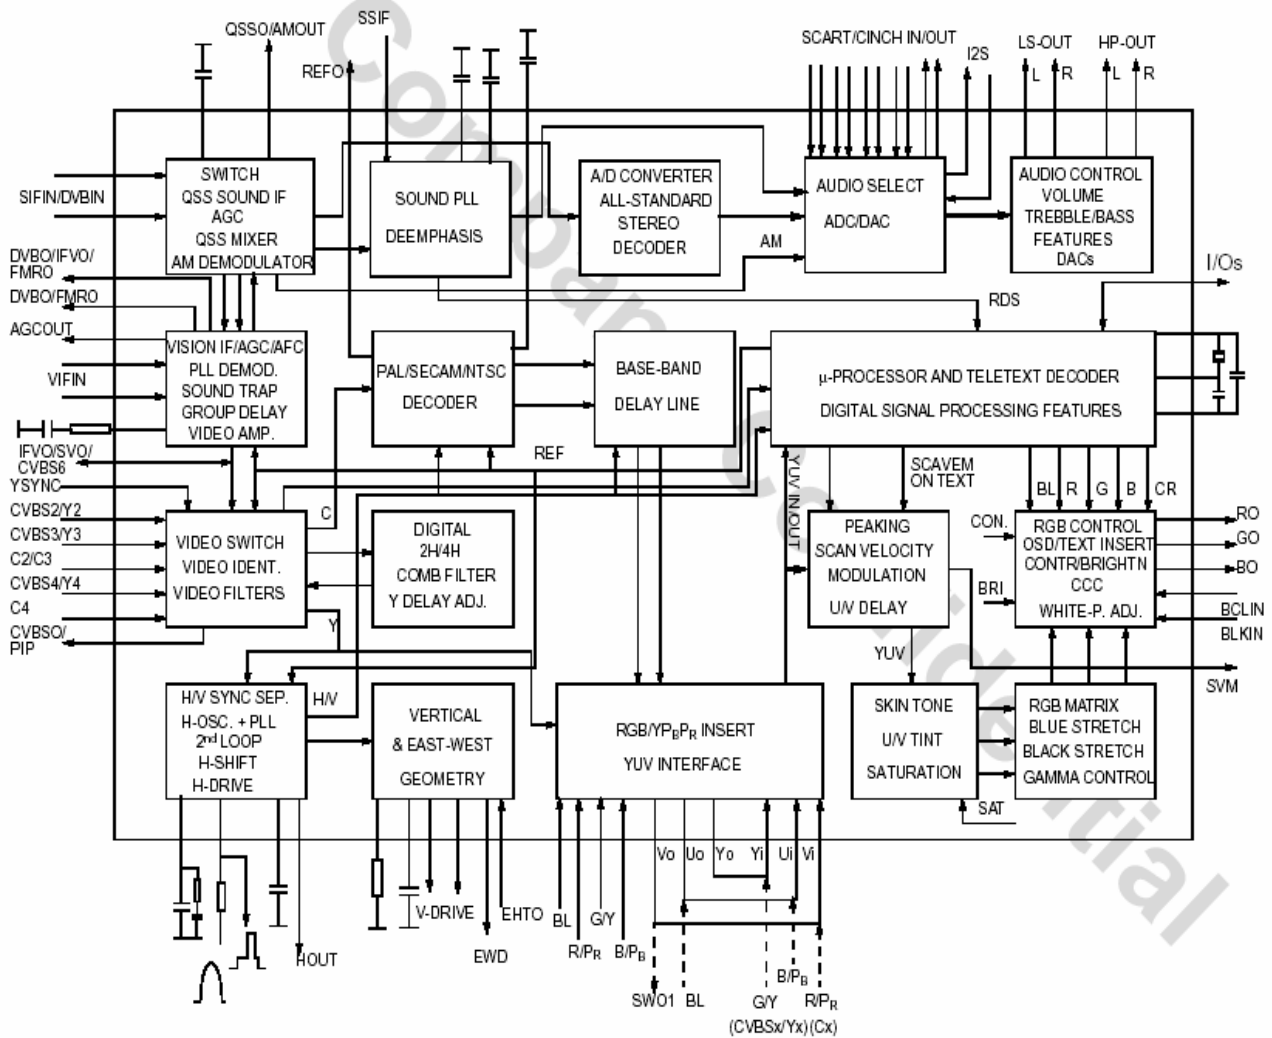 QSSO/AMOUT
SSIF
REFO
SCART/CINCH IN/OUT
I2S
LS-OUT
HP-OUT
L
R
L
R
SIFIN/DVBIN
SWITCH
QSS SOUND IF
AGC
QSS MIXER
AM DEMODULATOR
SOUND PLL
DEEMPHASIS
A/D CONVERTER
ALL-STANDARD
STEREO
DECODER
AUDIO SELECT
ADC/DAC
AUDIO CONTROL
VOLUME
TREBBLE/BASS
FEATURES
DACs
AM
RDS
I/Os
DVBO/IFVO/
FMRO
DVBO/FMRO
AGCOUT
VIFIN
VISION IF/AGC/AFC
PLL DEMOD.
SOUND TRAP
GROUP DELAY
VIDEO AMP.
PAL/SECAM/NTSC
DECODER
BASE-BAND
DELAY LINE
μ-PROCESSOR AND TELETEXT DECODER
DIGITAL SIGNAL PROCESSING FEATURES
IFVO/SVO/
CVBS6
YSYNC
CVBS2/Y2
CVBS3/Y3
C2/C3
CVBS4/Y4
C4
CVBSO/
PIP
REF
C
YUV IN/OUT
SCAVEM
ON TEXT
BL
R
G
B
CR
VIDEO SWITCH
VIDEO IDENT.
VIDEO FILTERS
DIGITAL
2H/4H
COMB FILTER
Y DELAY ADJ.
PEAKING
SCAN VELOCITY
MODULATION
U/V DELAY
CON.
BRI
RGB CONTROL
OSD/TEXT INSERT
CONTR/BRIGHTN
CCC
WHITE-P. ADJ.
RO
GO
BO
BCLIN
BLKIN
Y
YUV
SVM
H/V SYNC SEP.
H-OSC. + PLL
2nd LOOP
H-SHIFT
H-DRIVE
H/V
VERTICAL
& EAST-WEST
GEOMETRY
RGB/YPBPR INSERT
YUV INTERFACE
SKIN TONE
U/V TINT
SATURATION
RGB MATRIX
BLUE STRETCH
BLACK STRETCH
GAMMA CONTROL
SAT
Vo
Uo
Yo
Yi
Ui
Vi
HOUT
V-DRIVE
EWD
EHTO
BL
R/PR
G/Y
B/PB
SWO1
BL
G/Y
(CVBSx/Yx)
B/PB
R/PR
(Cx)
Company Confidential